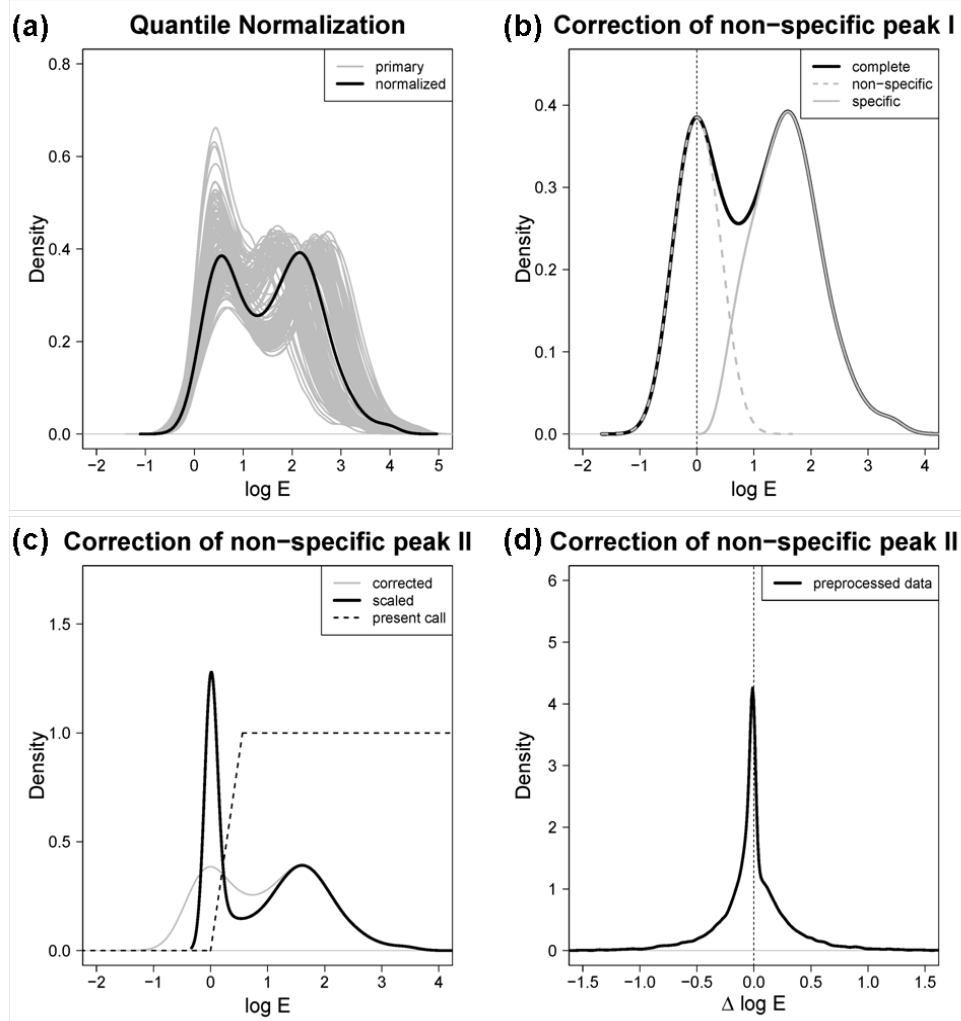 (a) Quantile Normalization
primary
normalized
Density
0.8
0.6
0.4
0.2
0.0
−2 −1 0 1 2 3 4 5
log E
(b) Correction of non−specific peak I
complete
non−specific
specific
Density
0.4
0.3
0.2
0.1
0.0
−2 −1 0 1 2 3 4
log E
(c) Correction of non−specific peak II
corrected
scaled
present call
Density
1.5
1.0
0.5
0.0
−2 −1 0 1 2 3 4
log E
(d) Correction of non−specific peak II
preprocessed data
Density
6
5
4
3
2
1
0
−1.5 −1.0 −0.5 0.0 0.5 1.0 1.5
Δ log E